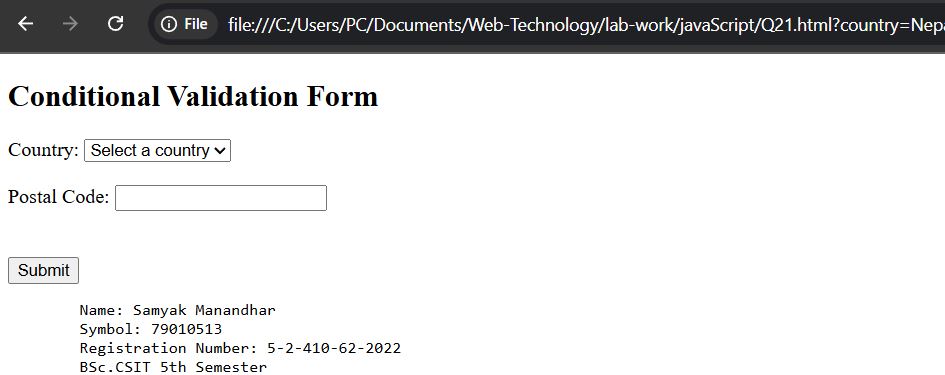 File file:///C:/Users/PC/Documents/Web-Technology/lab-work/javaScript/Q21.html?country=Nepa
Conditional Validation Form
Country: Select a country
Postal Code:
Submit
Name: Samyak Manandhar
Symbol: 79010513
Registration Number: 5-2-410-62-2022
BSc.CSIT 5th Semester